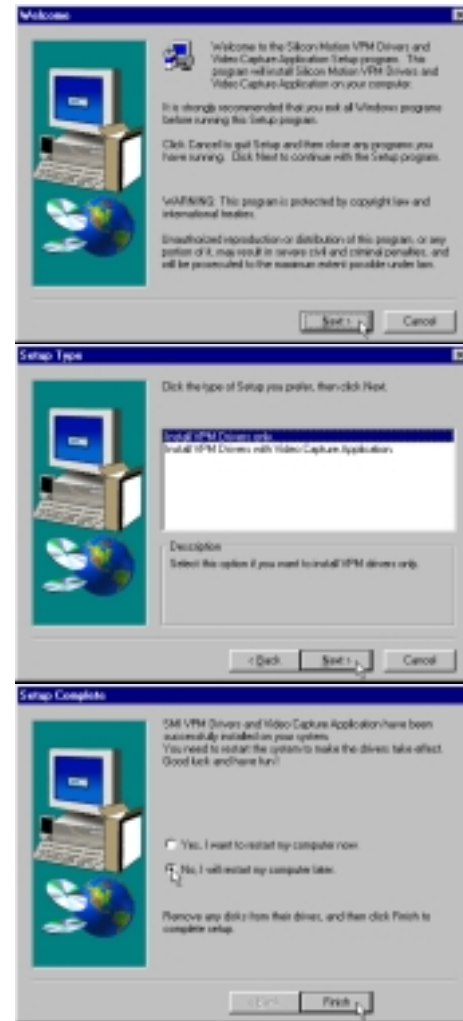 Welcome
Welcome to the Silicon Motion VPM Drivers and
Video Capture Application Setup program. This
program will install Silicon Motion VPM Drivers and
Video Capture Application on your computer.
It is strongly recommended that you exit all Windows programs
before running this Setup program.
Click Cancel to quit Setup and then close any programs you
have running. Click Next to continue with the Setup program.
WARNING: This program is protected by copyright law and
international treaties.
Unauthorized reproduction or distribution of this program, or any
portion of it, may result in severe civil and criminal penalties, and
will be prosecuted to the maximum extent possible under law.
Next >
Cancel
Setup Type
Click the type of Setup you prefer, then click Next.
Install VPM Drivers only
Install VPM Drivers with Video Capture Application
Description
Select this option if you want to install VPM drivers only.
< Back
Next >
Cancel
Setup Complete
SMI VPM Drivers and Video Capture Application have been
successfully installed on your system.
You need to restart the system to make the drivers take effect.
Good luck and have fun!
Yes, I want to restart my computer now.
No, I will restart my computer later.
Remove any disks from their drives, and then click Finish to
complete setup.
< Back
Finish